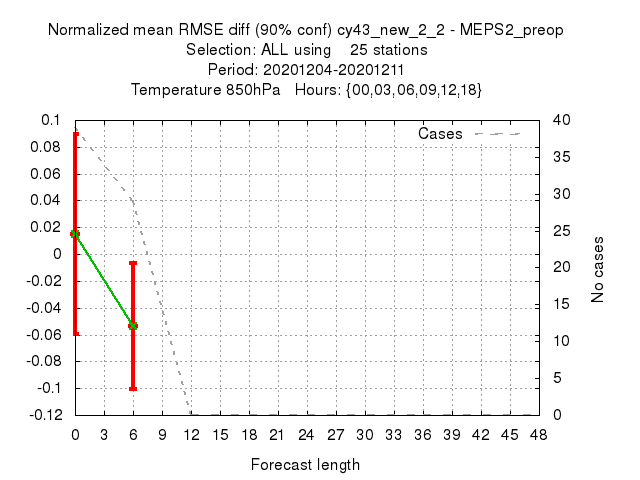 Normalized mean RMSE diff (90% conf) cy43_new_2_2 - MEPS2_preop
Selection: ALL using    25 stations
Period: 20201204-20201211
Temperature 850hPa   Hours: {00,03,06,09,12,18}
Cases
0.1
0.08
0.06
0.04
0.02
0
-0.02
-0.04
-0.06
-0.08
-0.1
-0.12
40
35
30
25
20
15
10
5
0
No cases
0 3 6 9 12 15 18 21 24 27 30 33 36 39 42 45 48
Forecast length